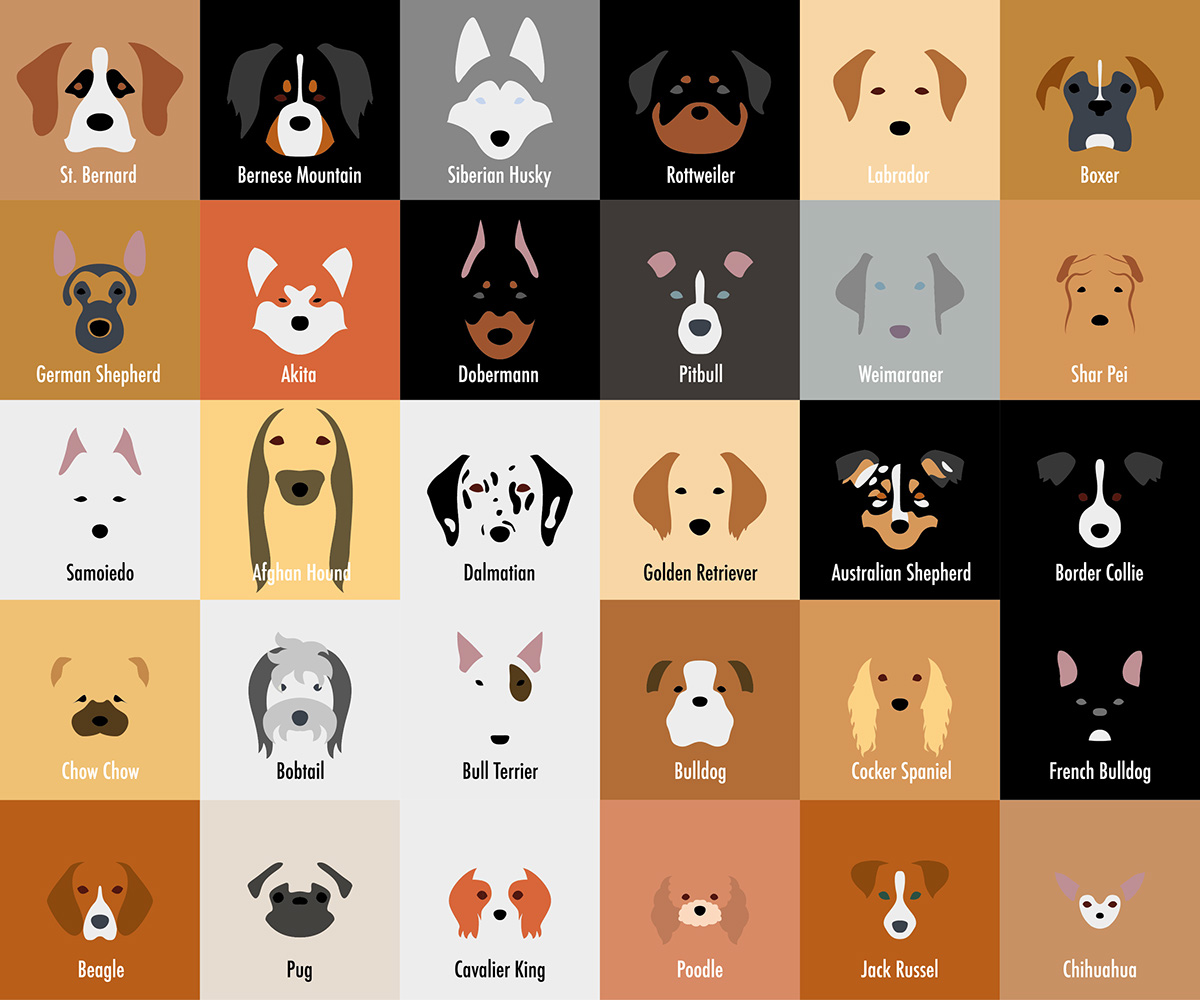 St. Bernard
Bernese Mountain
Siberian Husky
Rottweiler
Labrador
Boxer
German Shepherd
Akita
Dobermann
Pitbull
Weimaraner
Shar Pei
Samoiedo
Afghan Hound
Dalmatian
Golden Retriever
Australian Shepherd
Border Collie
Chow Chow
Bobtail
Bull Terrier
Bulldog
Cocker Spaniel
French Bulldog
Beagle
Pug
Cavalier King
Poodle
Jack Russel
Chihuahua